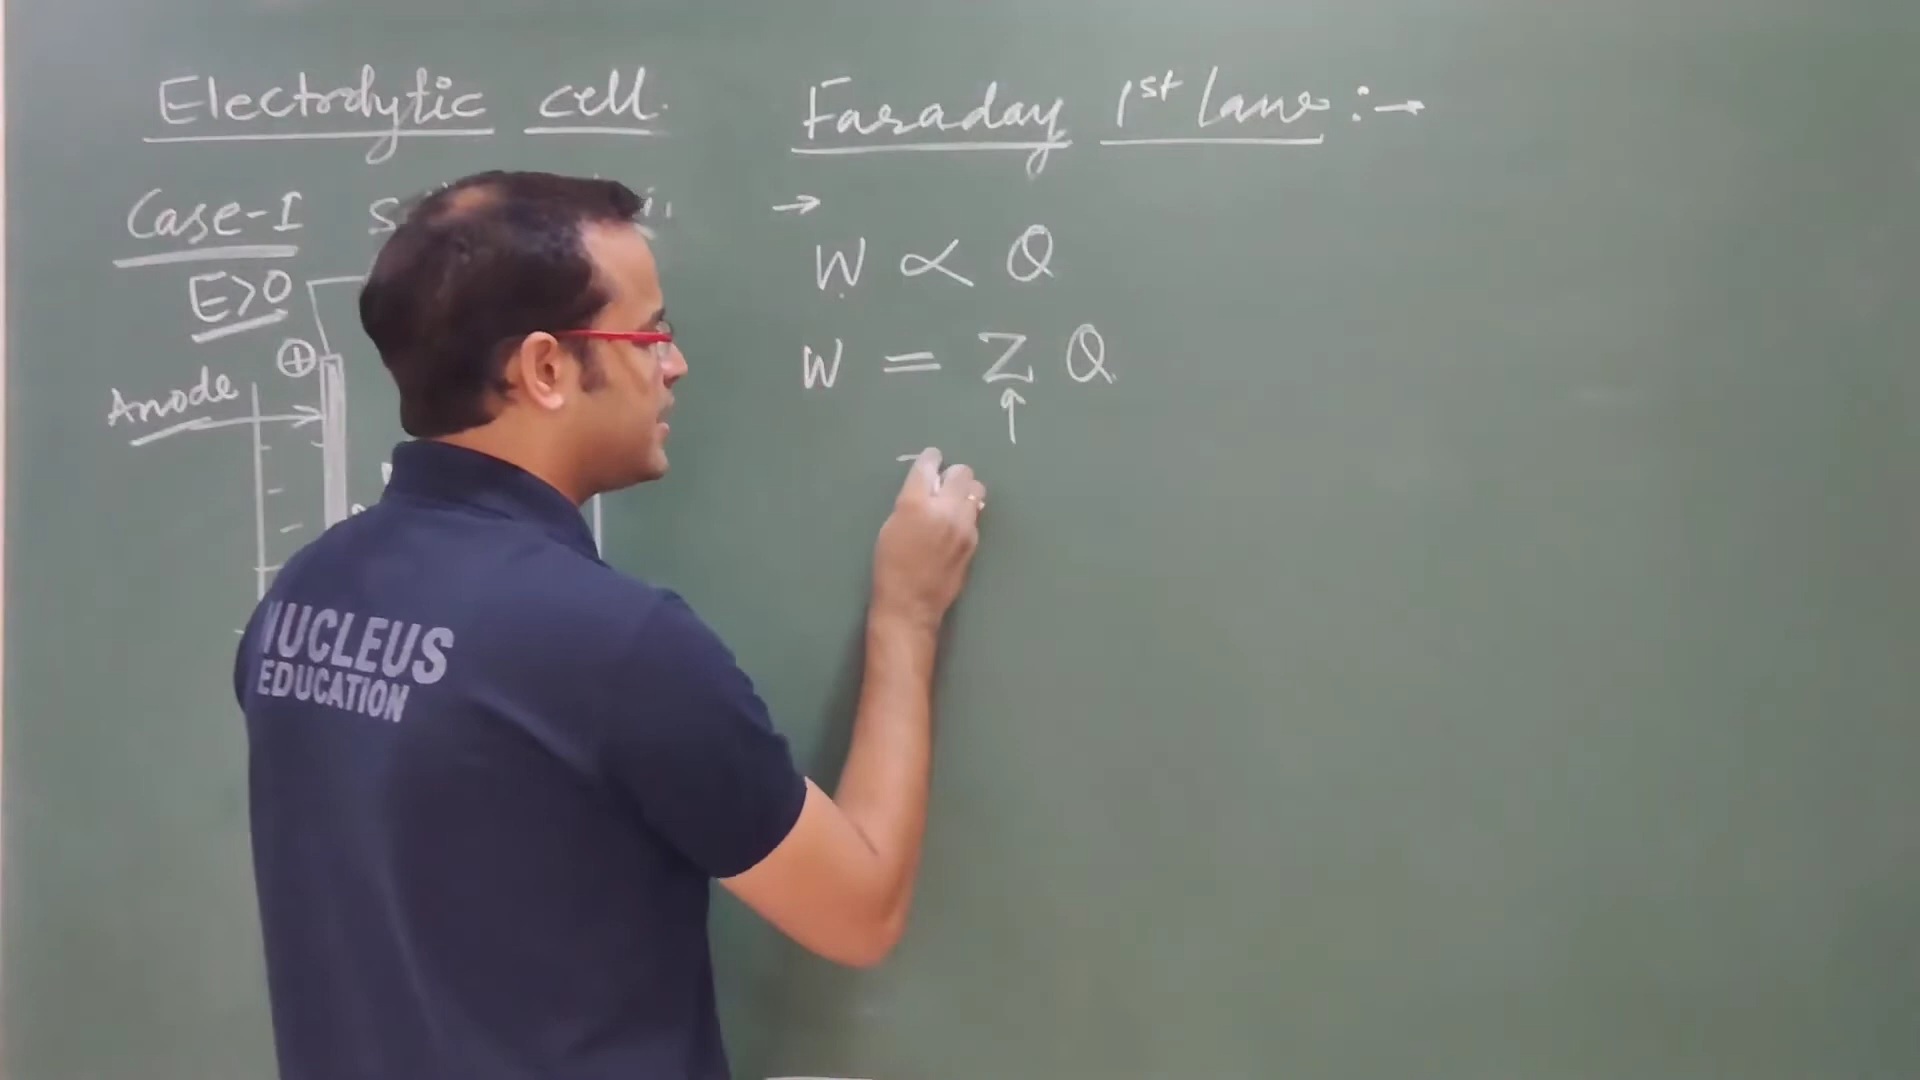 Electrolytic cell.
Case-I
E>0
⊕
Anode
Faraday 1st Law :→
→
W ∝ Q
W = Z Q
↑
NUCLEUS
EDUCATION